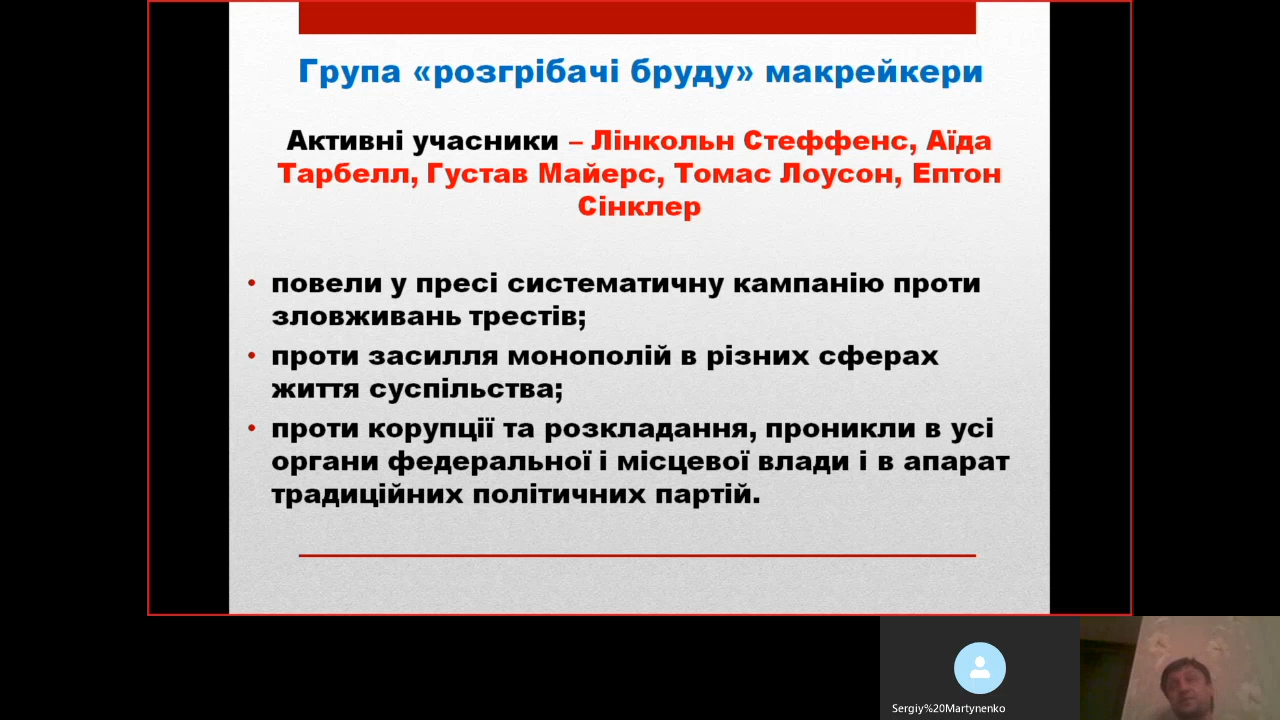 Група «розгрібачі бруду» макрейкери
Активні учасники – Лінкольн Стеффенс, Аїда
Тарбелл, Густав Майерс, Томас Лоусон, Ептон
Сінклер
• повели у пресі систематичну кампанію проти
зловживань трестів;
• проти засилля монополій в різних сферах
життя суспільства;
• проти корупції та розкладання, проникли в усі
органи федеральної і місцевої влади і в апарат
традиційних політичних партій.
Sergiy%20Martynenko